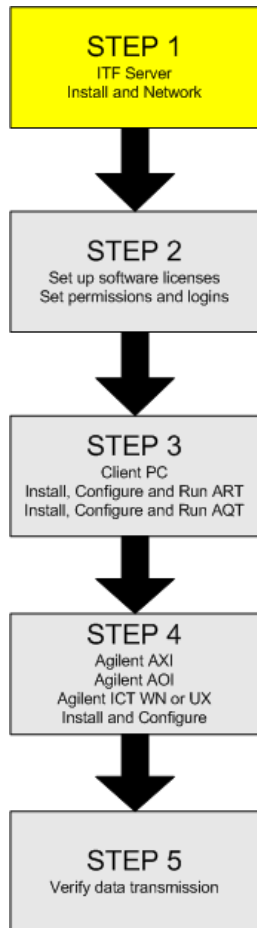 STEP 1
ITF Server
Install and Network
STEP 2
Set up software licenses
Set permissions and logins
STEP 3
Client PC
Install, Configure and Run ART
Install, Configure and Run AQT
STEP 4
Agilent AXI
Agilent AOI
Agilent ICT WN or UX
Install and Configure
STEP 5
Verify data transmission